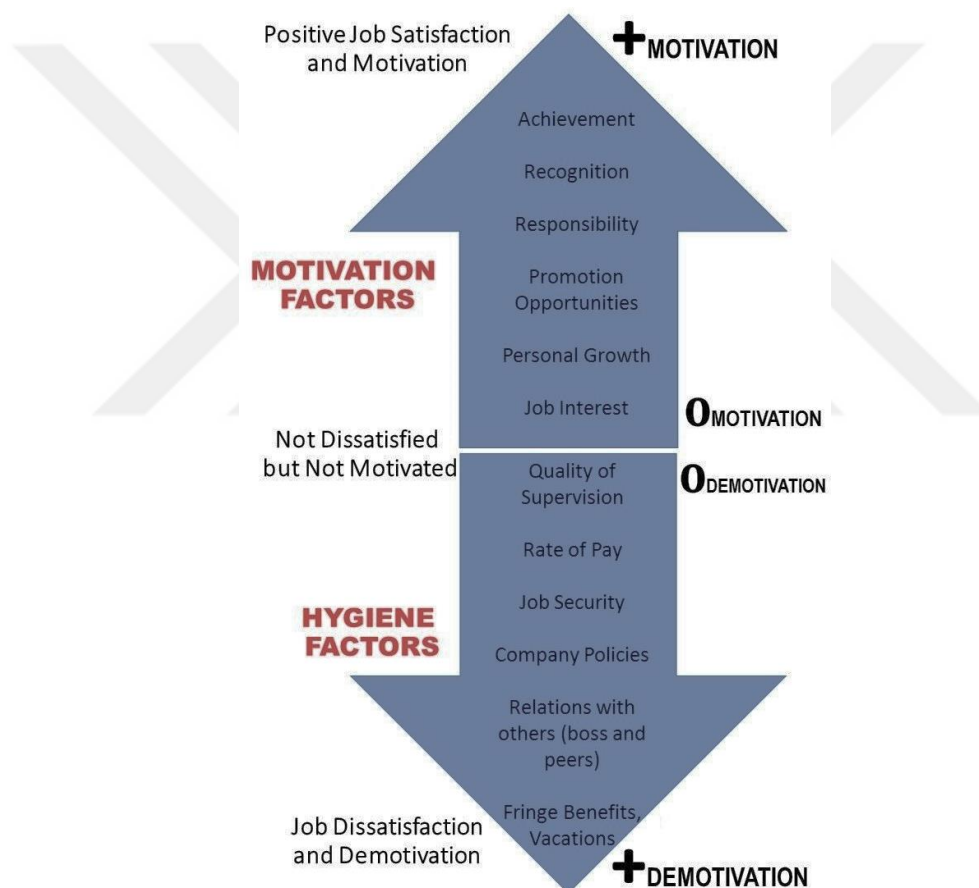 Positive Job Satisfaction
and Motivation
+MOTIVATION
Achievement
Recognition
Responsibility
MOTIVATION
FACTORS
Promotion
Opportunities
Personal Growth
Job Interest
0MOTIVATION
Not Dissatisfied
but Not Motivated
Quality of
Supervision
0DEMOTIVATION
Rate of Pay
Job Security
HYGIENE
FACTORS
Company Policies
Relations with
others (boss and
peers)
Fringe Benefits,
Vacations
Job Dissatisfaction
and Demotivation
+DEMOTIVATION